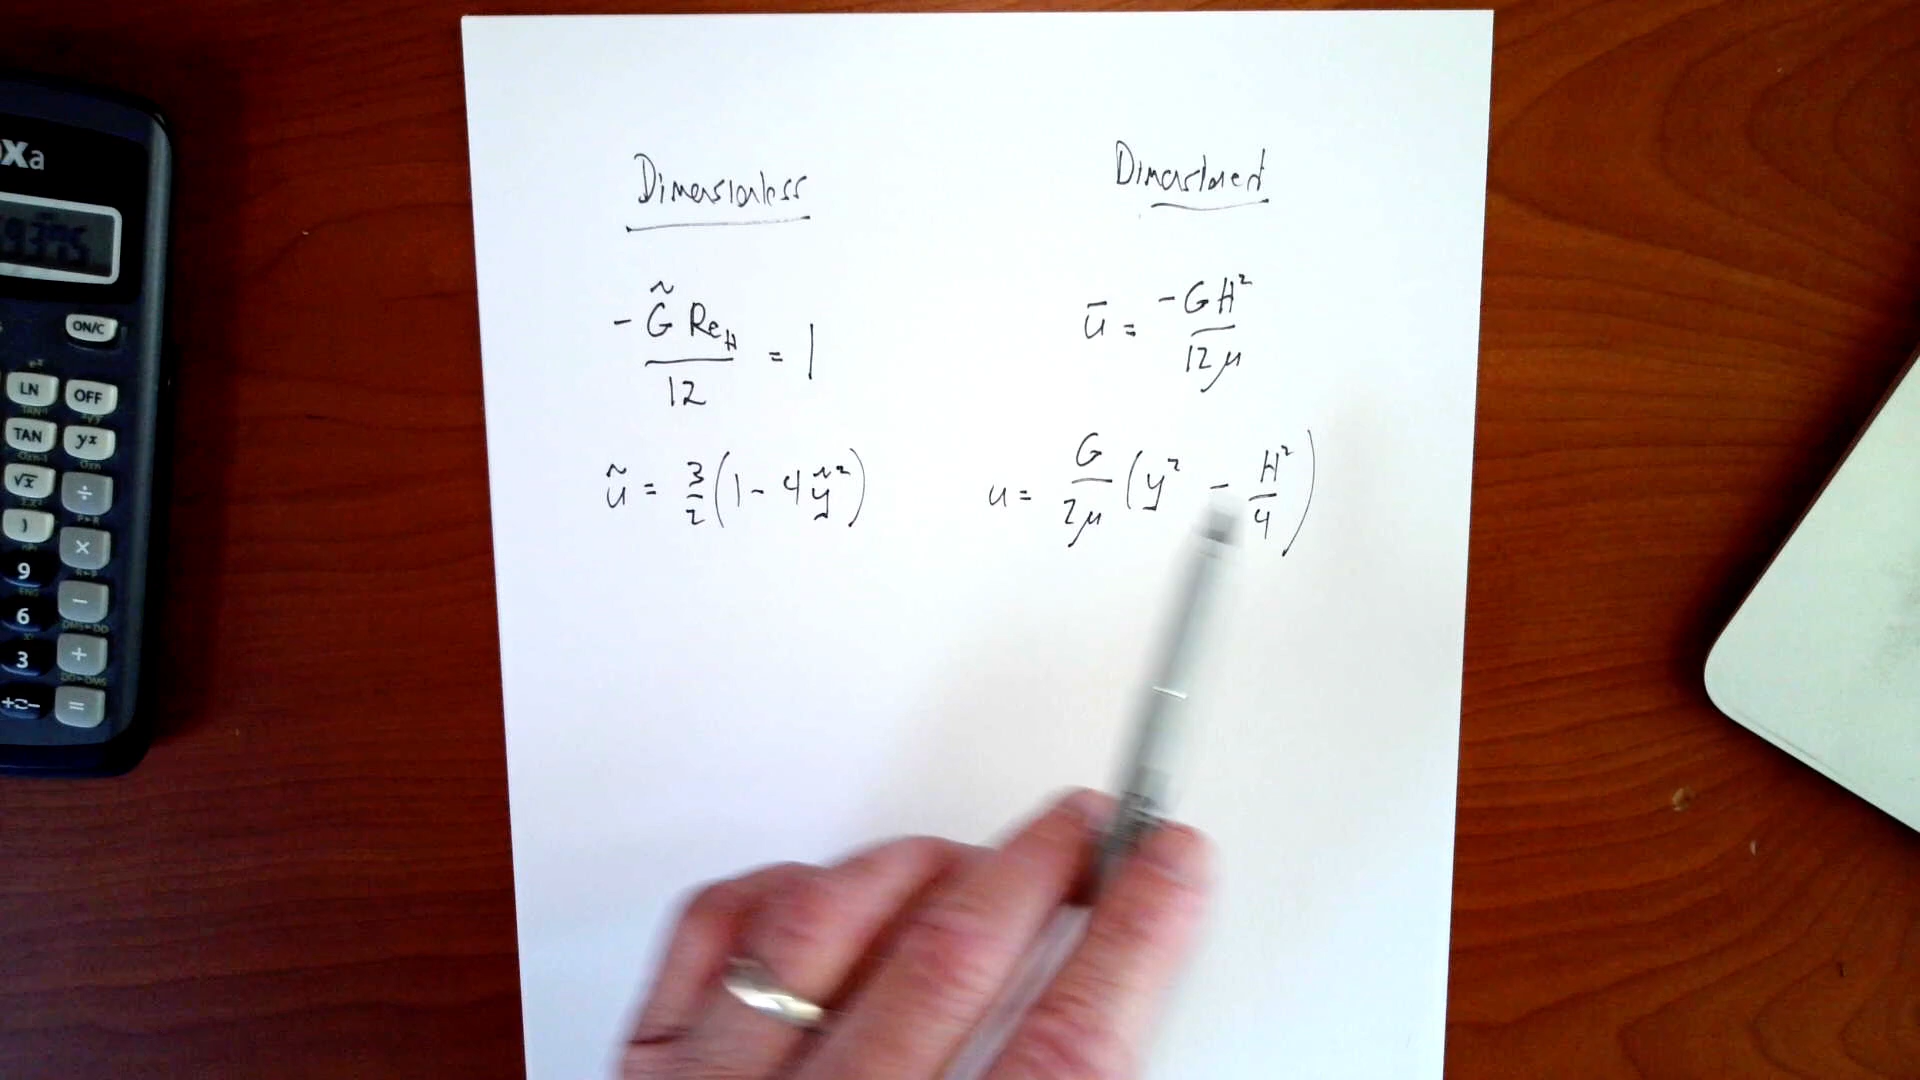 Dimensionless
- G̃ Re_H / 12 = 1
ũ = 3/2 (1 - 4ỹ²)
ū = -GH² / 12μ
u = G/2μ (y² - H²/4)
Xa
ON/C
LN OFF
TAN yx
√x ÷
) ×
9
6 −
3 +
=